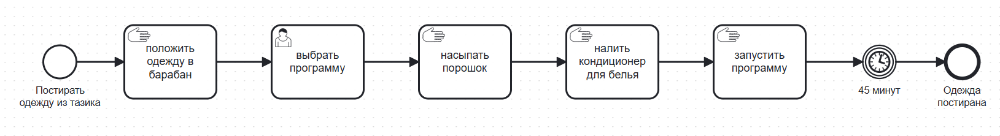 Постирать
одежду из тазика
положить
одежду в
барабан
выбрать
программу
насыпать
порошок
налить
кондиционер
для белья
запустить
программу
45 минут
Одежда
постирана